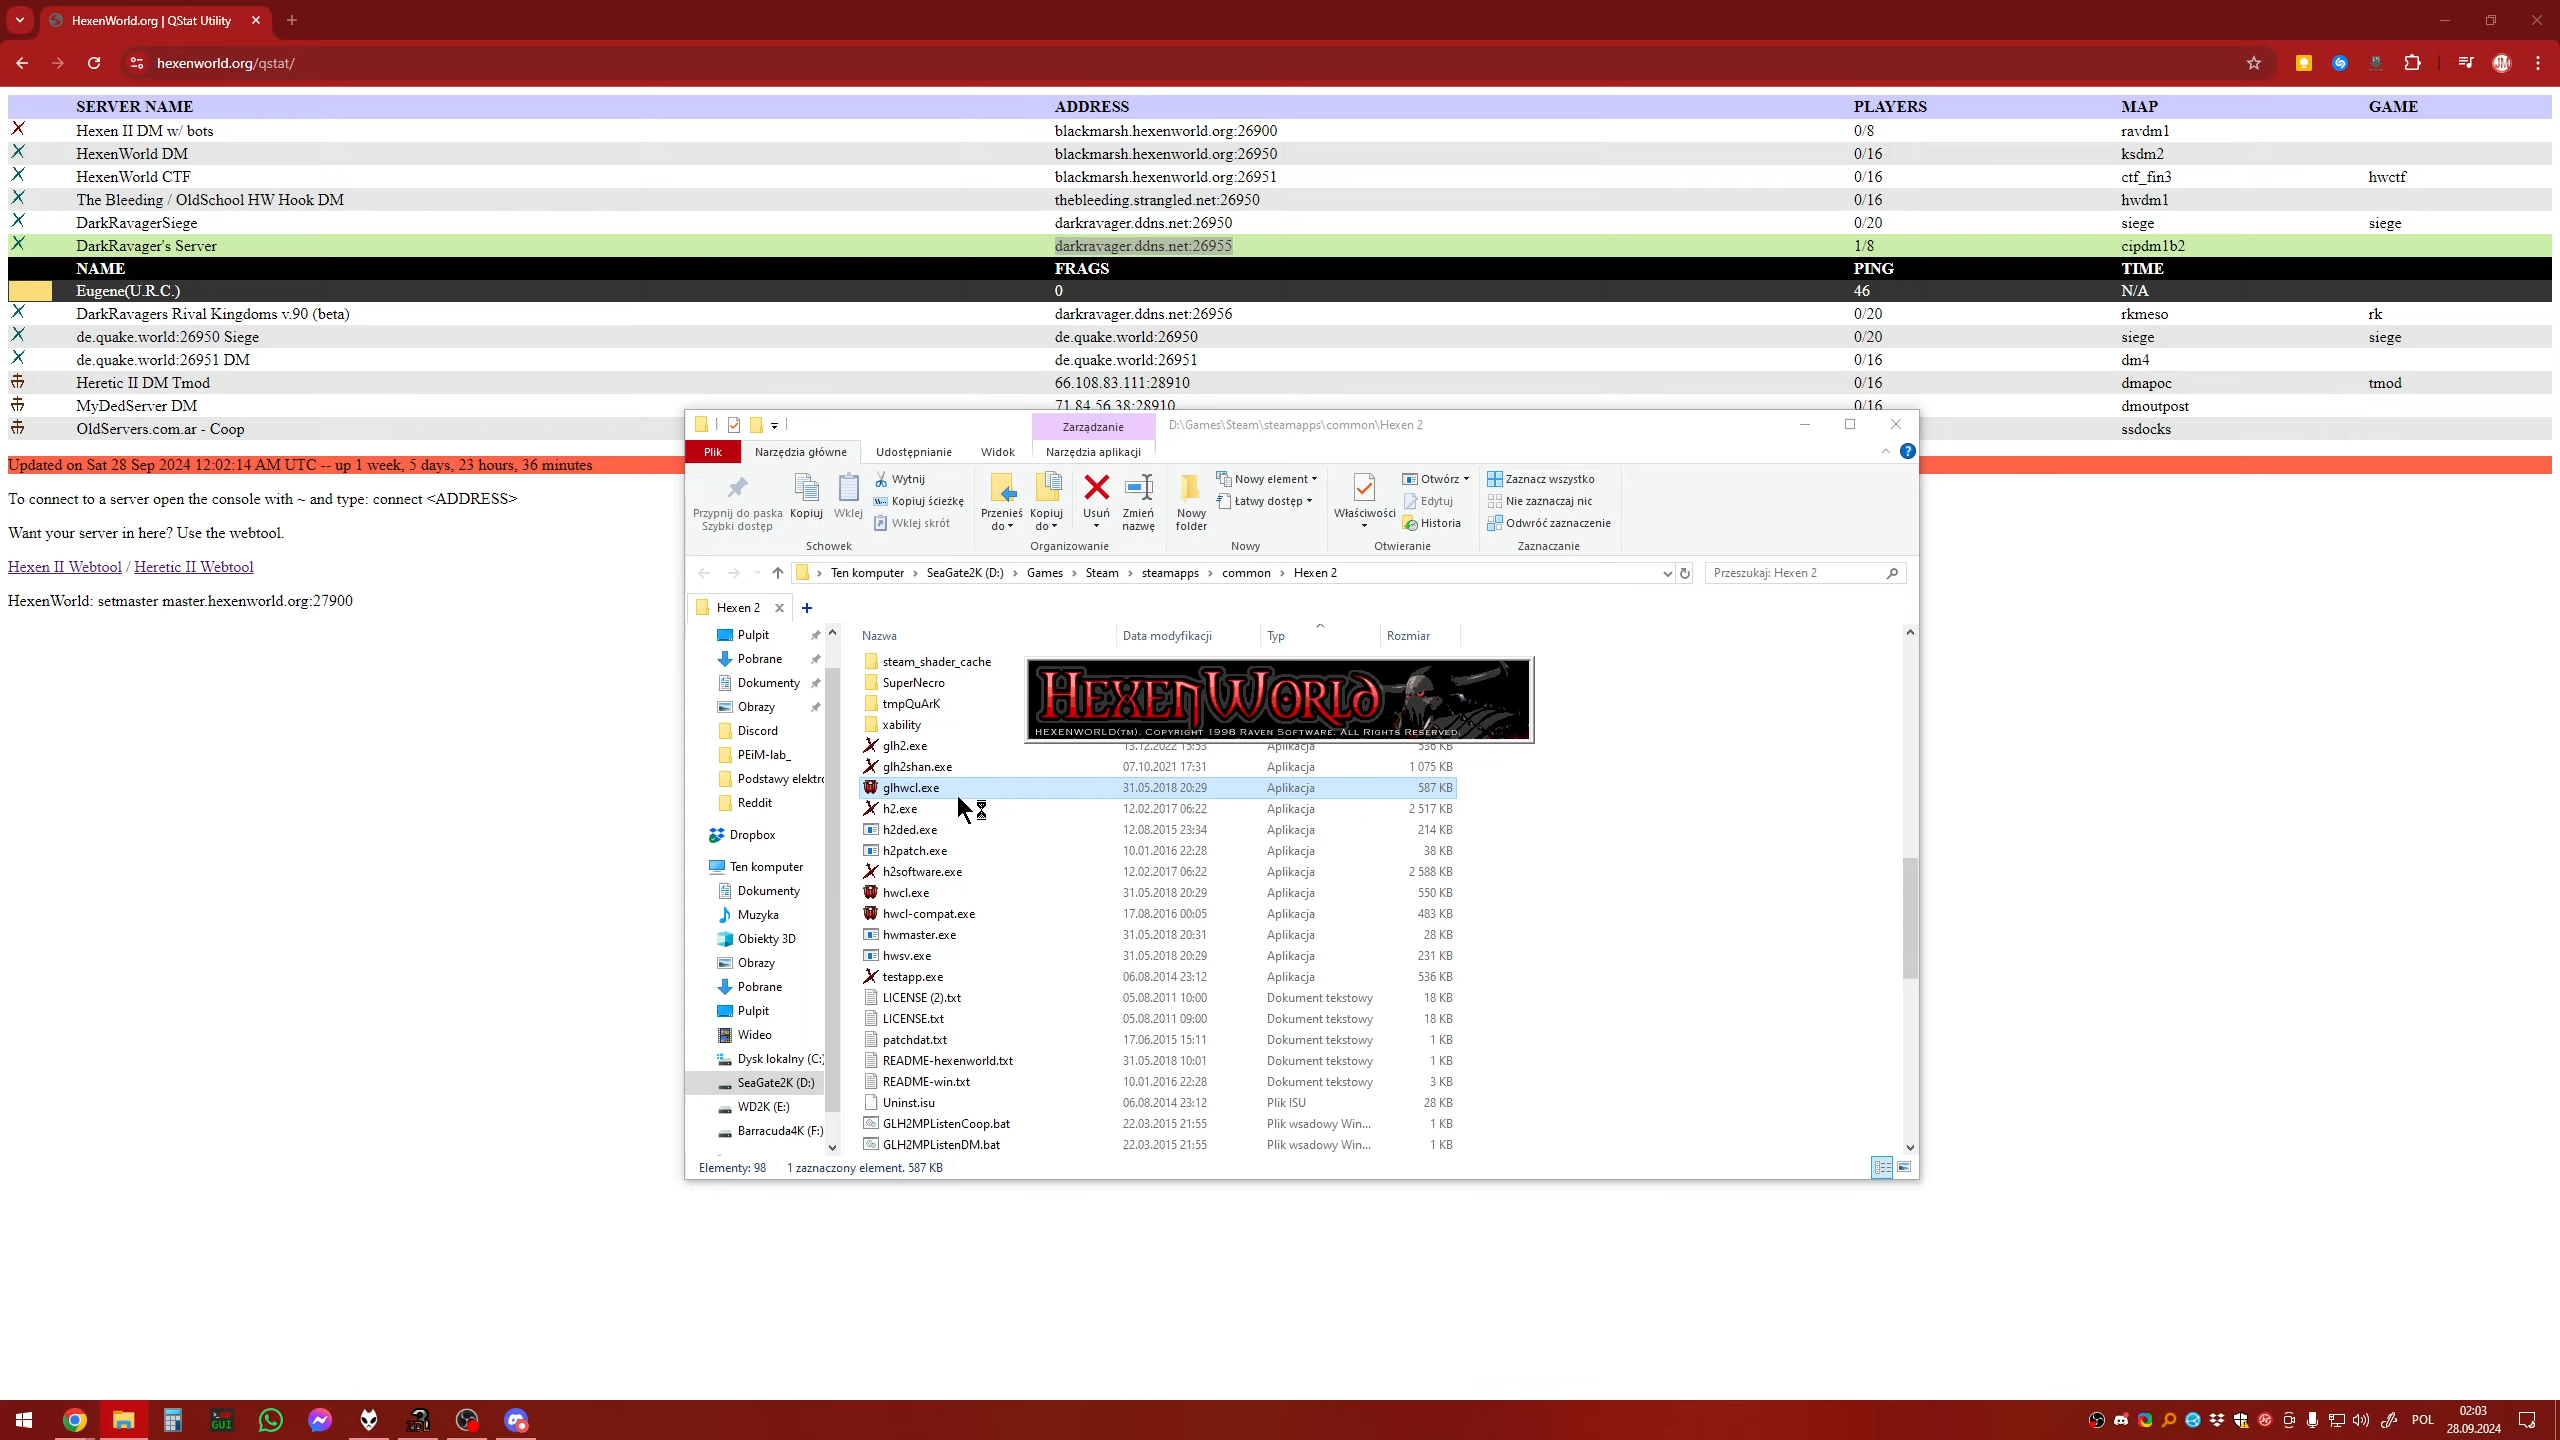 HexenWorld.org | QStat Utility
hexenworld.org/qstat/
SERVER NAME ADDRESS PLAYERS MAP GAME
Hexen II DM w/ bots blackmarsh.hexenworld.org:26900 0/8 ravdm1
HexenWorld DM blackmarsh.hexenworld.org:26950 0/16 ksdm2
HexenWorld CTF blackmarsh.hexenworld.org:26951 0/16 ctf_fin3 hwctf
The Bleeding / OldSchool HW Hook DM thebleeding.strangled.net:26950 0/16 hwdm1
DarkRavagerSiege darkravager.ddns.net:26950 0/20 siege siege
DarkRavager's Server darkravager.ddns.net:26955 1/8 cipdm1b2
NAME FRAGS PING TIME
Eugene(U.R.C.) 0 46 N/A
DarkRavagers Rival Kingdoms v.90 (beta) darkravager.ddns.net:26956 0/20 rkmeso rk
de.quake.world:26950 Siege de.quake.world:26950 0/20 siege siege
de.quake.world:26951 DM de.quake.world:26951 0/16 dm4
Heretic II DM Tmod 66.108.83.111:28910 0/16 dmapoc tmod
MyDedServer DM 71.84.56.38:28910 0/16 dmoutpost
OldServers.com.ar - Coop ssdocks
Updated on Sat 28 Sep 2024 12:02:14 AM UTC -- up 1 week, 5 days, 23 hours, 36 minutes
To connect to a server open the console with ~ and type: connect <ADDRESS>
Want your server in here? Use the webtool.
Hexen II Webtool / Heretic II Webtool
HexenWorld: setmaster master.hexenworld.org:27900
Zarządzanie D:\Games\Steam\steamapps\common\Hexen 2
Plik Narzędzia główne Udostępnianie Widok Narzędzia aplikacji
Przypnij do paska Szybki dostęp
Kopiuj
Wklej
Wytnij
Kopiuj ścieżkę
Wklej skrót
Schowek
Przenieś do
Kopiuj do
Usuń
Zmień nazwę
Organizowanie
Nowy folder
Nowy element
Łatwy dostęp
Nowy
Właściwości
Otwórz
Edytuj
Historia
Otwieranie
Zaznacz wszystko
Nie zaznaczaj nic
Odwróć zaznaczenie
Zaznaczanie
Ten komputer SeaGate2K (D:) Games Steam steamapps common Hexen 2
Przeszukaj: Hexen 2
Hexen 2
Pulpit
Pobrane
Dokumenty
Obrazy
Discord
PEiM-lab_
Podstawy elektro
Reddit
Dropbox
Ten komputer
Dokumenty
Muzyka
Obiekty 3D
Obrazy
Pobrane
Pulpit
Wideo
Dysk lokalny (C:)
SeaGate2K (D:)
WD2K (E:)
Barracuda4K (F:)
Nazwa Data modyfikacji Typ Rozmiar
steam_shader_cache
SuperNecro
tmpQuArK
xability
HEXENWORLD
HEXENWORLD(TM). COPYRIGHT 1998 RAVEN SOFTWARE. ALL RIGHTS RESERVED.
glh2.exe 13.12.2022 15:53 Aplikacja 536 KB
glh2shan.exe 07.10.2021 17:31 Aplikacja 1 075 KB
glhwcl.exe 31.05.2018 20:29 Aplikacja 587 KB
h2.exe 12.02.2017 06:22 Aplikacja 2 517 KB
h2ded.exe 12.08.2015 23:34 Aplikacja 214 KB
h2patch.exe 10.01.2016 22:28 Aplikacja 38 KB
h2software.exe 12.02.2017 06:22 Aplikacja 2 588 KB
hwcl.exe 31.05.2018 20:29 Aplikacja 550 KB
hwcl-compat.exe 17.08.2016 00:05 Aplikacja 483 KB
hwmaster.exe 31.05.2018 20:31 Aplikacja 28 KB
hwsv.exe 31.05.2018 20:29 Aplikacja 231 KB
testapp.exe 06.08.2014 23:12 Aplikacja 536 KB
LICENSE (2).txt 05.08.2011 10:00 Dokument tekstowy 18 KB
LICENSE.txt 05.08.2011 09:00 Dokument tekstowy 18 KB
patchdat.txt 17.06.2015 15:11 Dokument tekstowy 1 KB
README-hexenworld.txt 31.05.2018 10:01 Dokument tekstowy 1 KB
README-win.txt 10.01.2016 22:28 Dokument tekstowy 3 KB
Uninst.isu 06.08.2014 23:12 Plik ISU 28 KB
GLH2MPListenCoop.bat 22.03.2015 21:55 Plik wsadowy Win... 1 KB
GLH2MPListenDM.bat 22.03.2015 21:55 Plik wsadowy Win... 1 KB
Elementy: 98 1 zaznaczony element. 587 KB
GUI
POL
02:03
28.09.2024